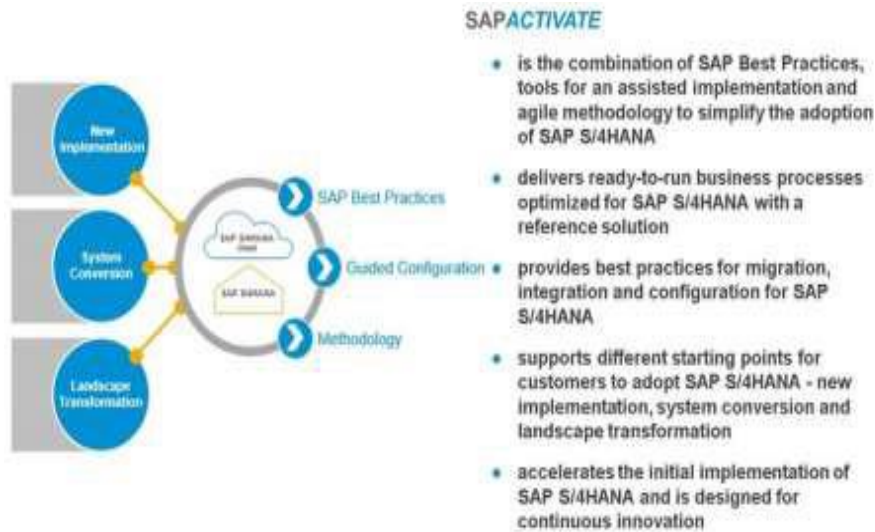 SAPACTIVATE
New
Implementation
System
Conversion
Landscape
Transformation
SAP S/4HANA
SAP S/4HANA
SAP Best Practices
Guided Configuration
Methodology
• is the combination of SAP Best Practices,
tools for an assisted implementation and
agile methodology to simplify the adoption
of SAP S/4HANA
• delivers ready-to-run business processes
optimized for SAP S/4HANA with a
reference solution
• provides best practices for migration,
integration and configuration for SAP
S/4HANA
• supports different starting points for
customers to adopt SAP S/4HANA - new
implementation, system conversion and
landscape transformation
• accelerates the initial implementation of
SAP S/4HANA and is designed for
continuous innovation